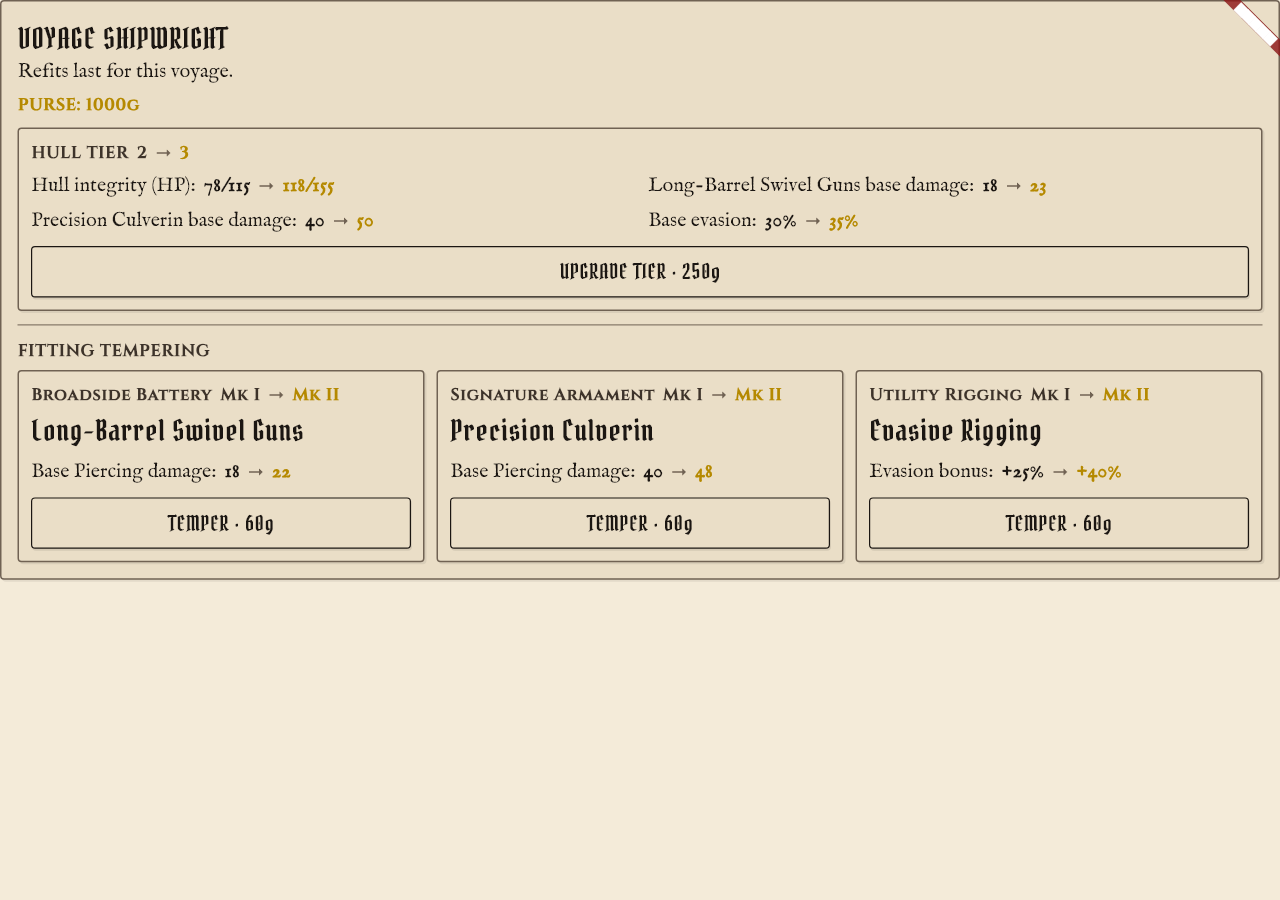 VOYAGE SHIPWRIGHT
Refits last for this voyage.
PURSE: 1000G
HULL TIER 2 → 3
Hull integrity (HP): 78/115 → 118/155
Long-Barrel Swivel Guns base damage: 18 → 23
Precision Culverin base damage: 40 → 50
Base evasion: 30% → 35%
UPGRADE TIER · 250g
FITTING TEMPERING
BROADSIDE BATTERY MK I → MK II
Long-Barrel Swivel Guns
Base Piercing damage: 18 → 22
TEMPER · 60g
SIGNATURE ARMAMENT MK I → MK II
Precision Culverin
Base Piercing damage: 40 → 48
TEMPER · 60g
UTILITY RIGGING MK I → MK II
Evasive Rigging
Evasion bonus: +25% → +40%
TEMPER · 60g